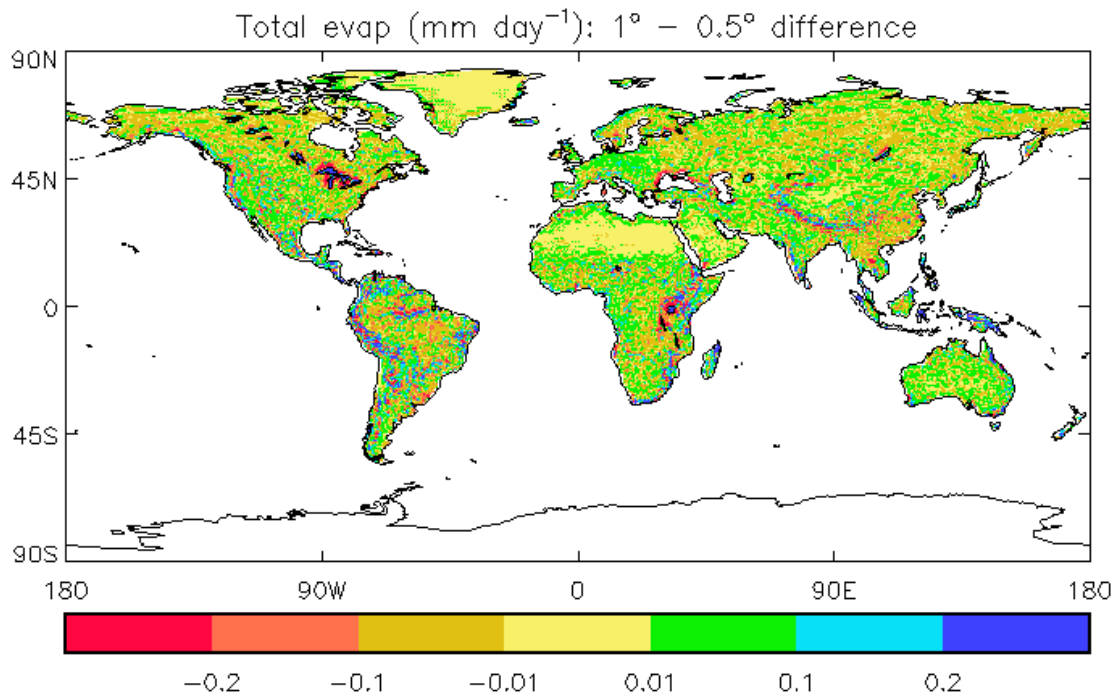 Total evap (mm day⁻¹): 1° − 0.5° difference
90N
45N
0
45S
90S
180 90W 0 90E 180
−0.2 −0.1 −0.01 0.01 0.1 0.2